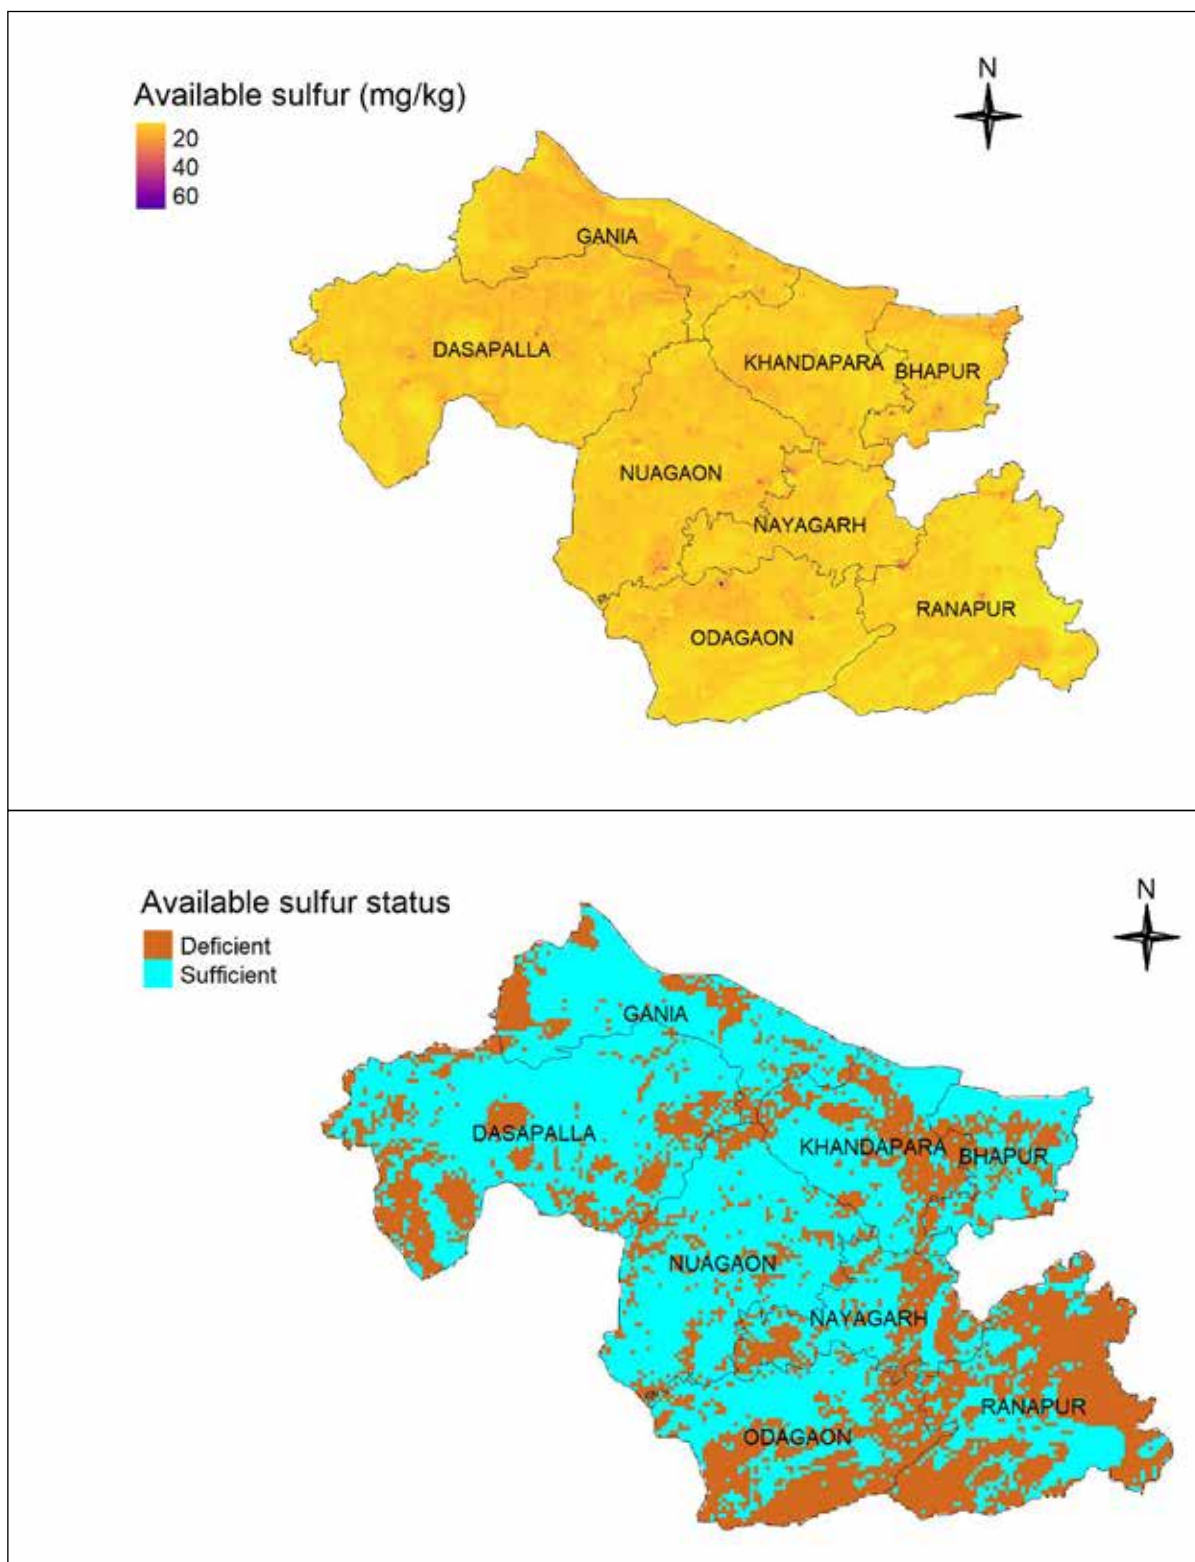 N
Available sulfur (mg/kg)
20
40
60
GANIA
DASAPALLA
KHANDAPARA
BHAPUR
NUAGAON
NAYAGARH
RANAPUR
ODAGAON
N
Available sulfur status
Deficient
Sufficient
GANIA
DASAPALLA
KHANDAPARA
BHAPUR
NUAGAON
NAYAGARH
RANAPUR
ODAGAON